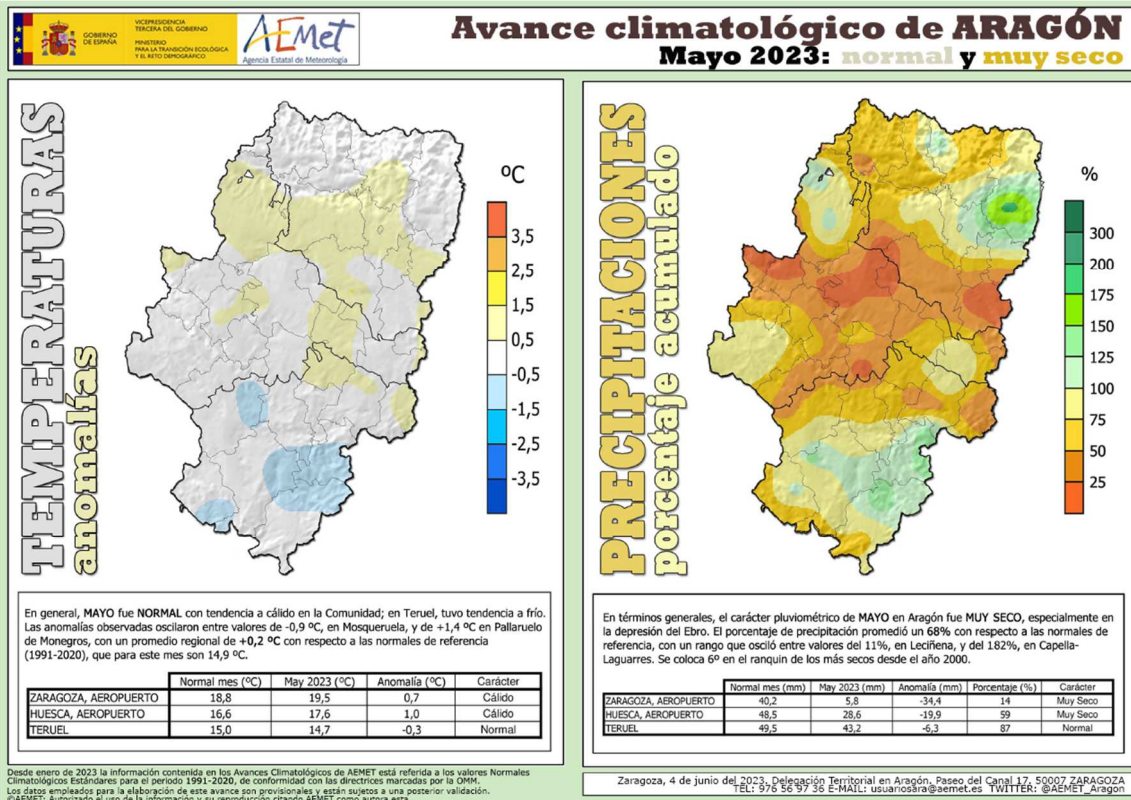 GOBIERNO
DE ESPAÑA
VICEPRESIDENCIA
TERCERA DEL GOBIERNO
MINISTERIO
PARA LA TRANSICIÓN ECOLÓGICA
Y EL RETO DEMOGRÁFICO
AEMet
Agencia Estatal de Meteorología
Avance climatológico de ARAGÓN
Mayo 2023: normal y muy seco
TEMPERATURAS
anomalías
ºC
3,5
2,5
1,5
0,5
-0,5
-1,5
-2,5
-3,5
En general, MAYO fue NORMAL con tendencia a cálido en la Comunidad; en Teruel, tuvo tendencia a frío.
Las anomalías observadas oscilaron entre valores de -0,9 ºC, en Mosqueruela, y de +1,4 ºC en Pallaruelo
de Monegros, con un promedio regional de +0,2 ºC con respecto a las normales de referencia
(1991-2020), que para este mes son 14,9 ºC.
Normal mes (ºC) May 2023 (ºC) Anomalía (ºC) Carácter
ZARAGOZA, AEROPUERTO 18,8 19,5 0,7 Cálido
HUESCA, AEROPUERTO 16,6 17,6 1,0 Cálido
TERUEL 15,0 14,7 -0,3 Normal
Desde enero de 2023 la información contenida en los Avances Climatológicos de AEMET está referida a los valores Normales
Climatológicos Estándares para el periodo 1991-2020, de conformidad con las directrices marcadas por la OMM.
Los datos empleados para la elaboración de este avance son provisionales y están sujetos a una posterior validación.
©AEMET: Autorizado el uso de la información y su reproducción citando AEMET como autora esta
PRECIPITACIONES
porcentaje acumulado
%
300
200
175
150
125
100
75
50
25
En términos generales, el carácter pluviométrico de MAYO en Aragón fue MUY SECO, especialmente en
la depresión del Ebro. El porcentaje de precipitación promedió un 68% con respecto a las normales de
referencia, con un rango que osciló entre valores del 11%, en Leciñena, y del 182%, en Capella-
Laguarres. Se coloca 6º en el ranquin de los más secos desde el año 2000.
Normal mes (mm) May 2023 (mm) Anomalía (mm) Porcentaje (%) Carácter
ZARAGOZA, AEROPUERTO 40,2 5,8 -34,4 14 Muy Seco
HUESCA, AEROPUERTO 48,5 28,6 -19,9 59 Muy Seco
TERUEL 49,5 43,2 -6,3 87 Normal
Zaragoza, 4 de junio del 2023. Delegación Territorial en Aragón. Paseo del Canal 17. 50007 ZARAGOZA
TEL: 976 56 97 36 E-MAIL: usuariosara@aemet.es TWITTER: @AEMET_Aragon